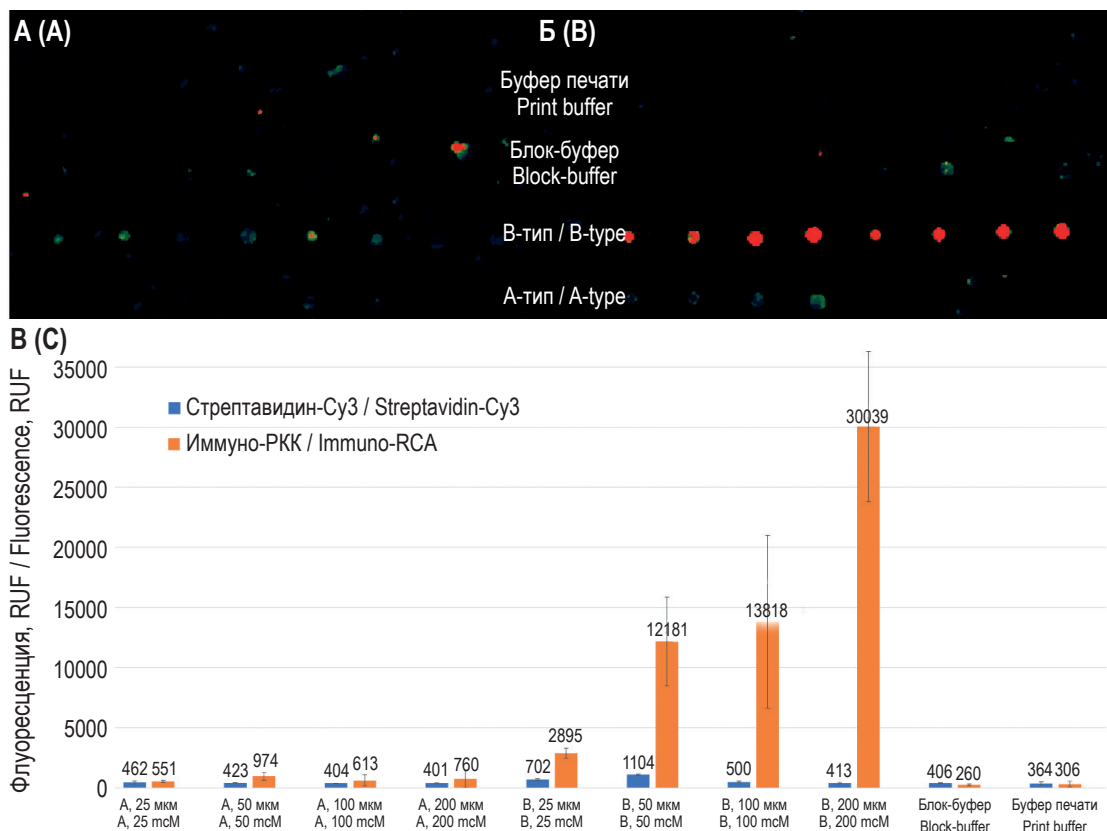 А (A)
Б (B)
Буфер печати
Print buffer
Блок-буфер
Block-buffer
В-тип / B-type
А-тип / A-type
В (C)
Флуоресценция, RUF / Fluorescence, RUF
35000
30000
25000
20000
15000
10000
5000
0
Стрептавидин-Cy3 / Streptavidin-Cy3
Иммуно-РКК / Immuno-RCA
462 551
423 974
404 613
401 760
702 2895
1104 12181
500 13818
413 30039
406 260
364 306
А, 25 мкм
A, 25 mcM
А, 50 мкм
A, 50 mcM
А, 100 мкм
A, 100 mcM
А, 200 мкм
A, 200 mcM
В, 25 мкм
B, 25 mcM
В, 50 мкм
B, 50 mcM
В, 100 мкм
B, 100 mcM
В, 200 мкм
B, 200 mcM
Блок-буфер
Block-buffer
Буфер печати
Print buffer